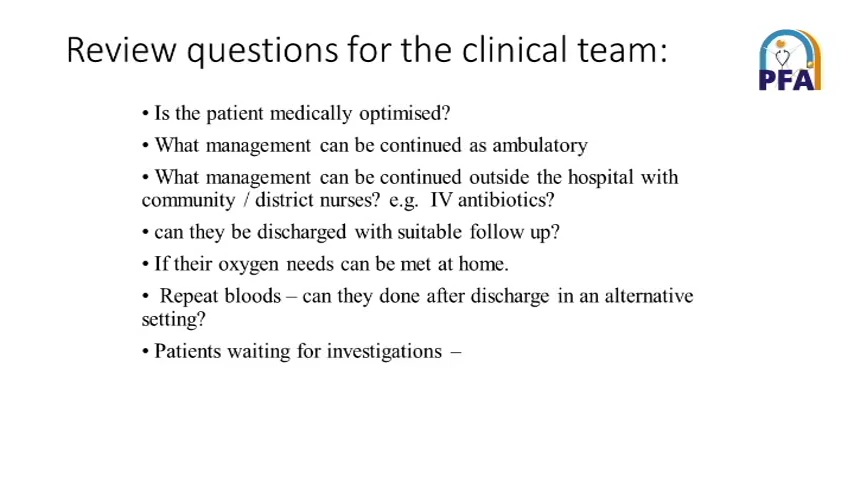 Review questions for the clinical team:
PFA
• Is the patient medically optimised?
• What management can be continued as ambulatory
• What management can be continued outside the hospital with
community / district nurses? e.g. IV antibiotics?
• can they be discharged with suitable follow up?
• If their oxygen needs can be met at home.
• Repeat bloods – can they done after discharge in an alternative
setting?
• Patients waiting for investigations –